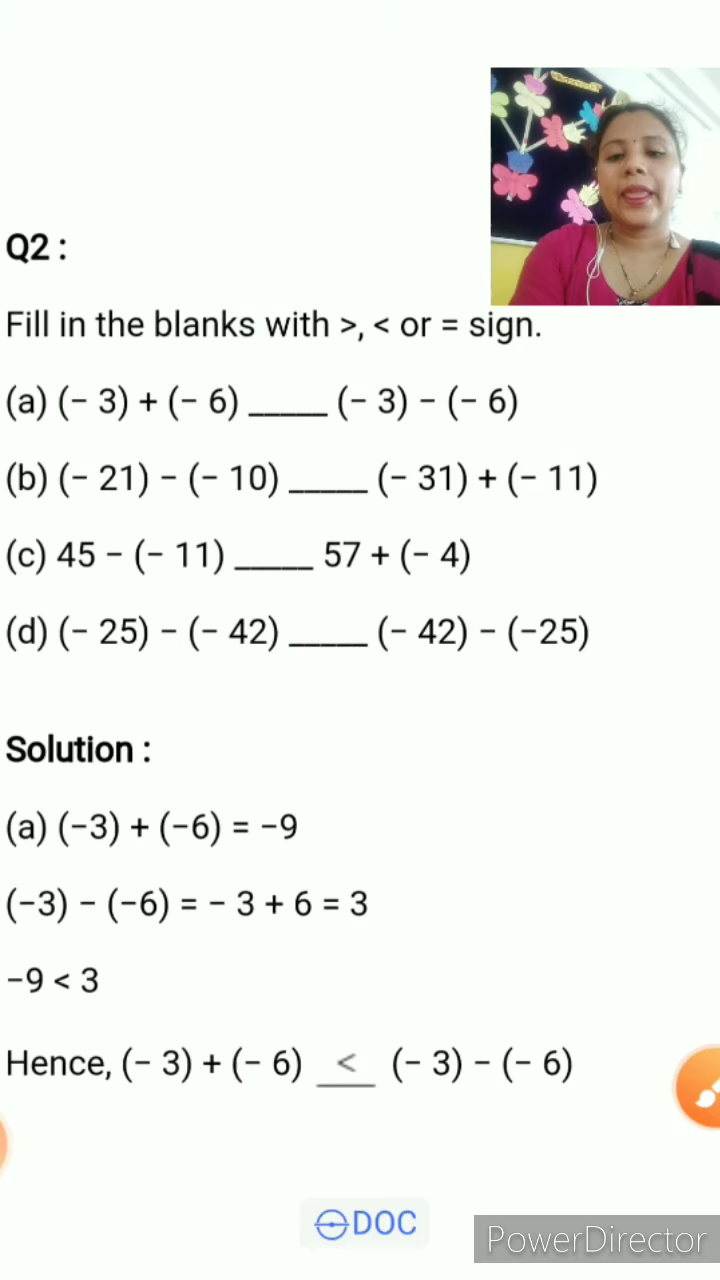 Q2 :
Fill in the blanks with >, < or = sign.
(a) (− 3) + (− 6) _____ (− 3) − (− 6)
(b) (− 21) − (− 10) _____ (− 31) + (− 11)
(c) 45 − (− 11) _____ 57 + (− 4)
(d) (− 25) − (− 42) _____ (− 42) − (−25)
Solution :
(a) (−3) + (−6) = −9
(−3) − (−6) = − 3 + 6 = 3
−9 < 3
Hence, (− 3) + (− 6) __<__ (− 3) − (− 6)
DOC
PowerDirector